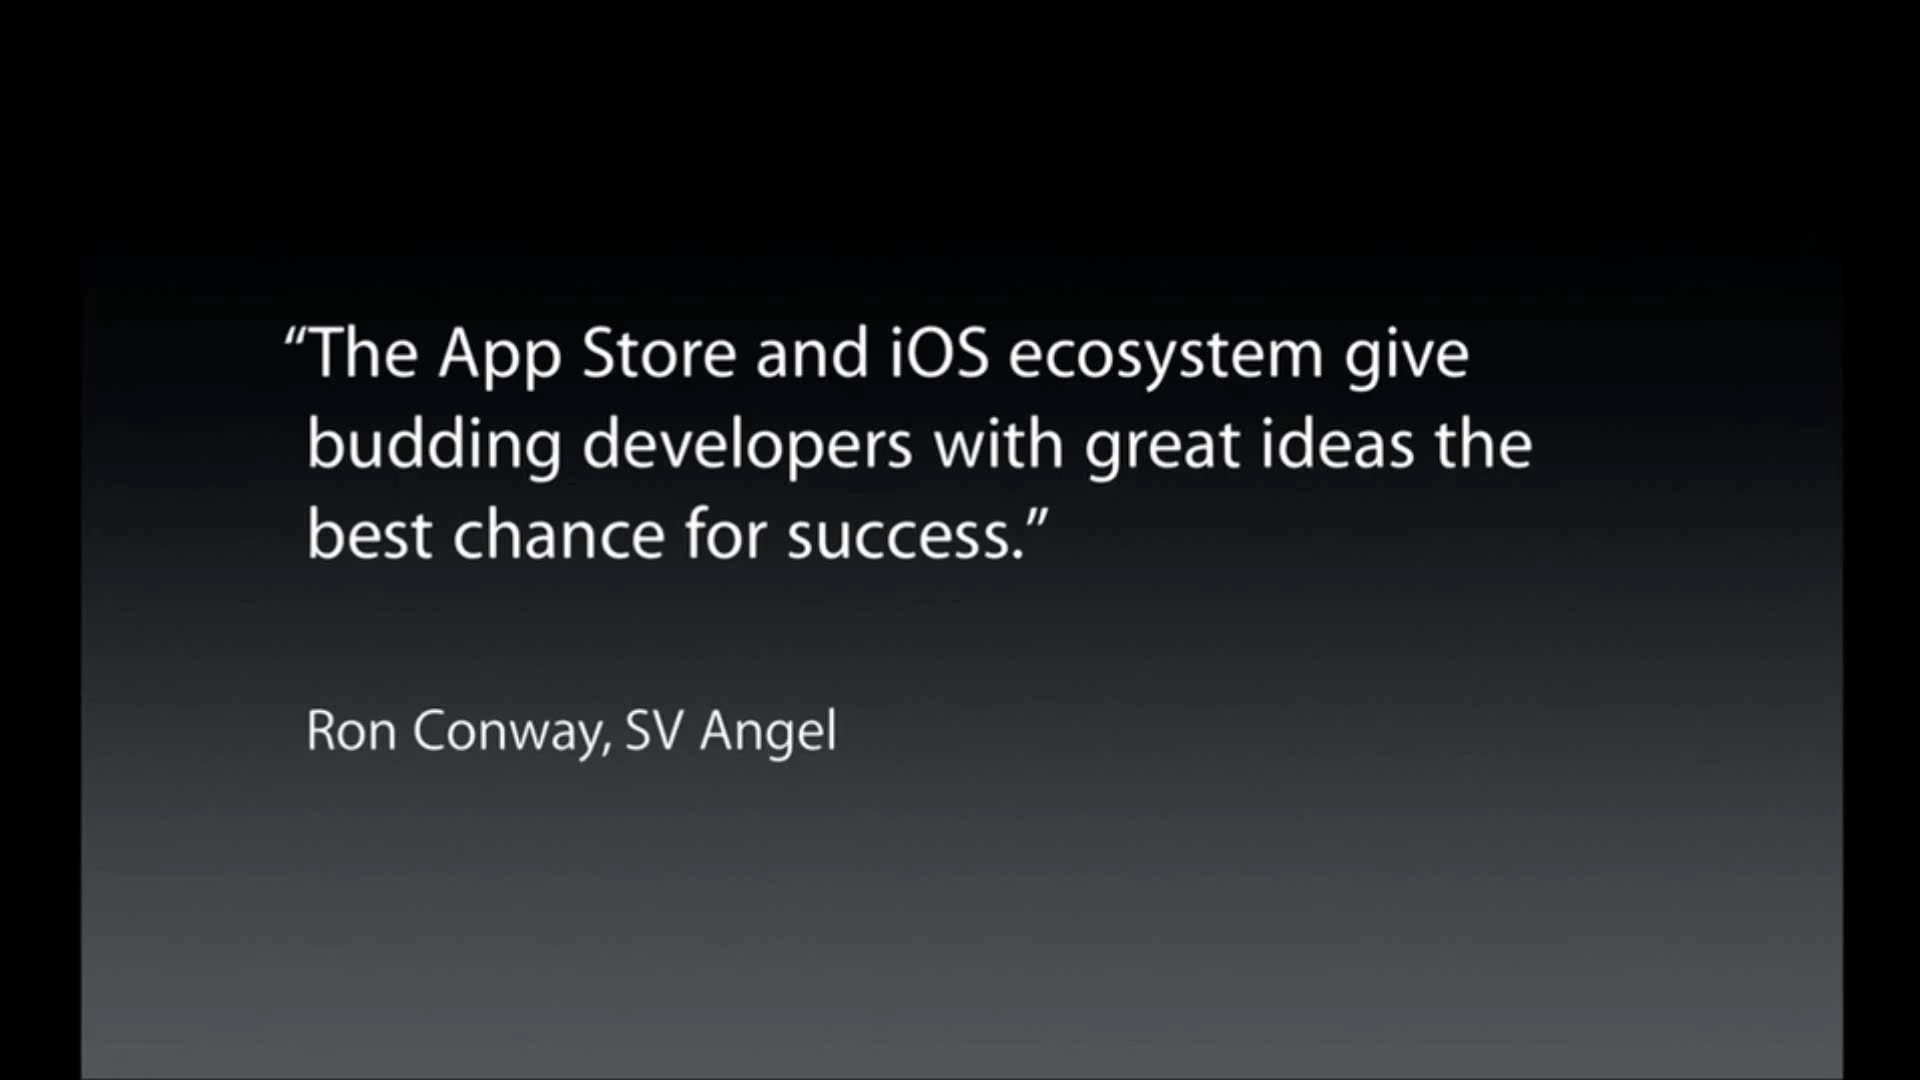 “The App Store and iOS ecosystem give
budding developers with great ideas the
best chance for success.”
Ron Conway, SV Angel